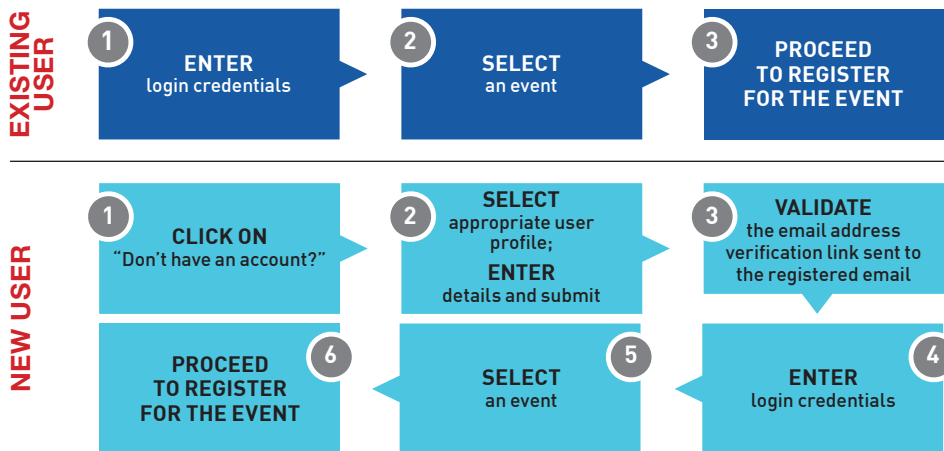 EXISTING
USER
1
ENTER
login credentials
2
SELECT
an event
3
PROCEED
TO REGISTER
FOR THE EVENT
NEW USER
1
CLICK ON
“Don’t have an account?”
2
SELECT
appropriate user
profile;
ENTER
details and submit
3
VALIDATE
the email address
verification link sent to
the registered email
4
ENTER
login credentials
5
SELECT
an event
6
PROCEED
TO REGISTER
FOR THE EVENT